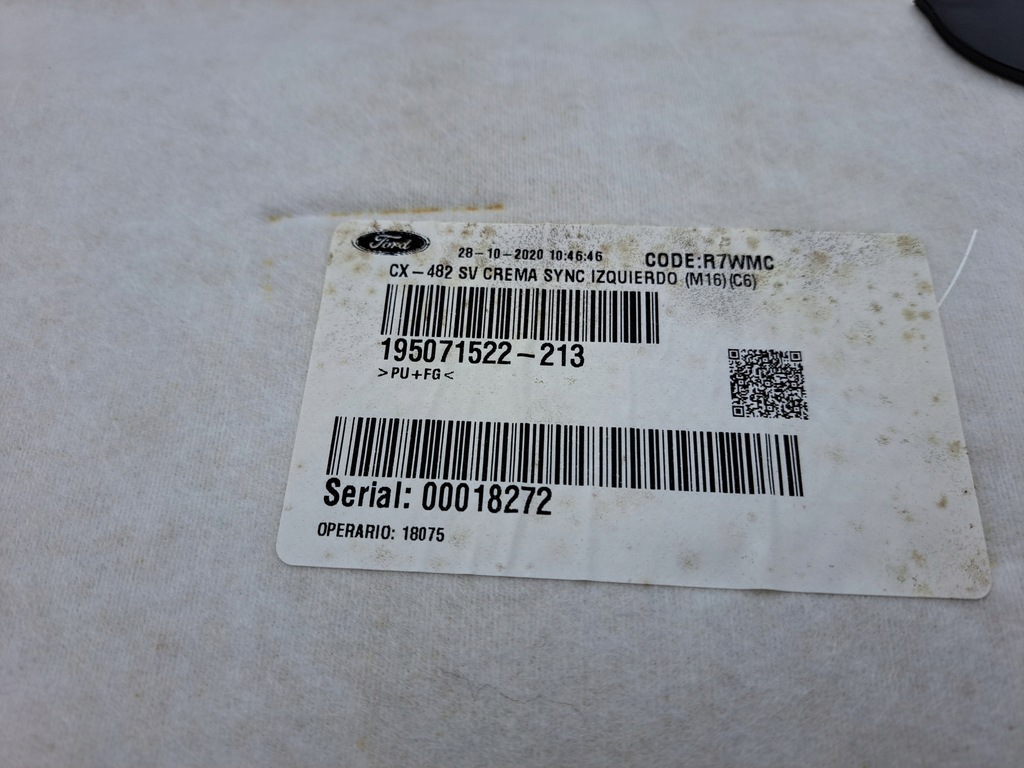 Ford
28-10-2020 10:46:46 CODE:R7WMC
CX-482 SV CREMA SYNC IZQUIERDO (M16)(C6)
195071522-213
>PU+FG<
Serial: 00018272
OPERARIO: 18075